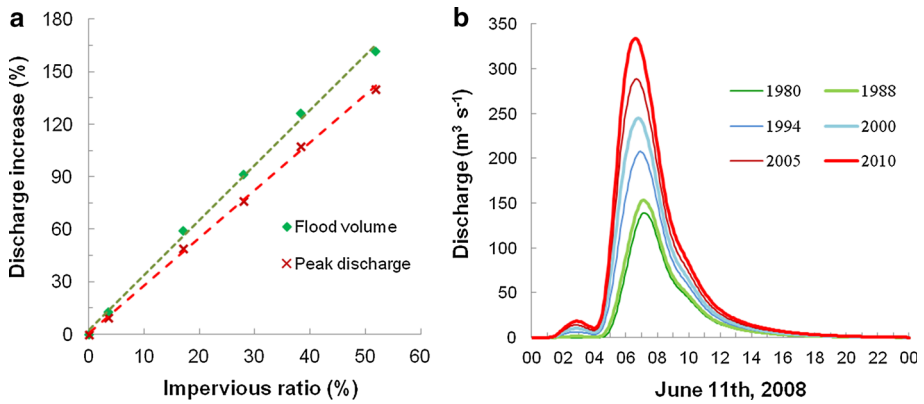 a
180
150
120
90
60
30
0
Discharge increase (%)
Flood volume
Peak discharge
0 10 20 30 40 50 60
Impervious ratio (%)
b
350
300
250
200
150
100
50
0
Discharge (m³ s⁻¹)
1980 1988
1994 2000
2005 2010
00 02 04 06 08 10 12 14 16 18 20 22 00
June 11th, 2008